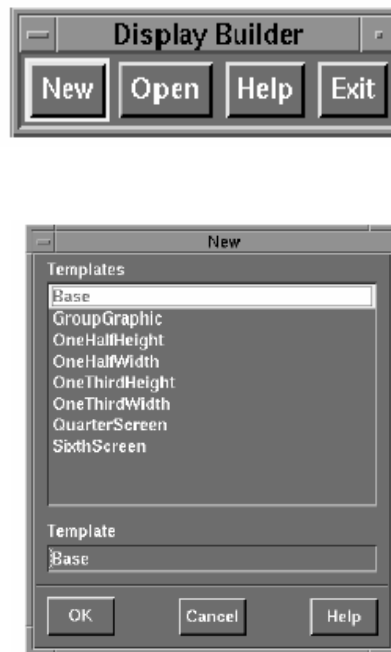 Display Builder
New Open Help Exit
New
Templates
Base
GroupGraphic
OneHalfHeight
OneHalfWidth
OneThirdHeight
OneThirdWidth
QuarterScreen
SixthScreen
Template
Base
OK Cancel Help